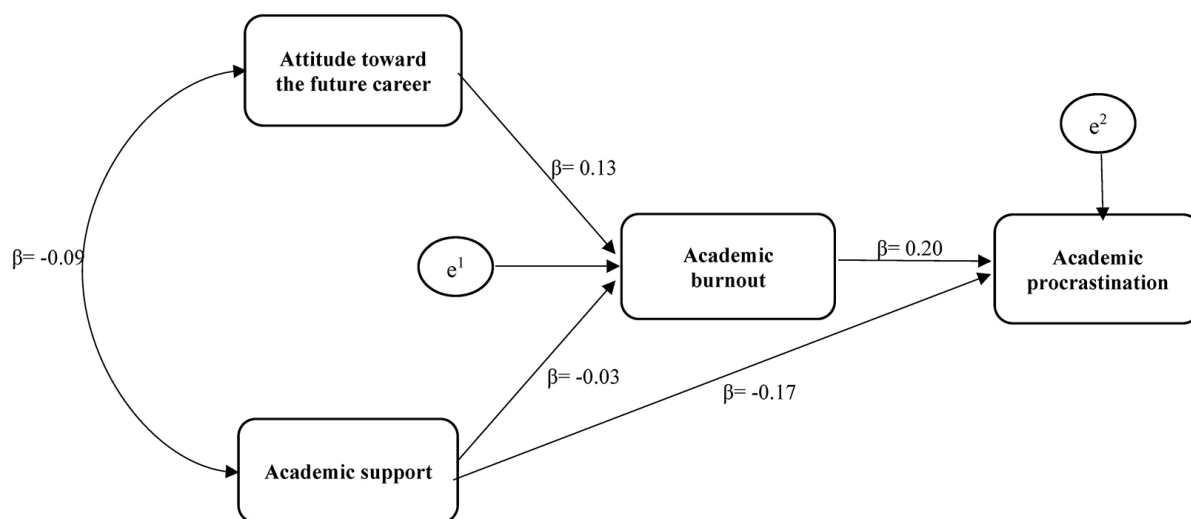 Attitude toward
the future career
e²
β= 0.13
β= -0.09
e¹
Academic
burnout
β= 0.20
Academic
procrastination
β= -0.03
β= -0.17
Academic support